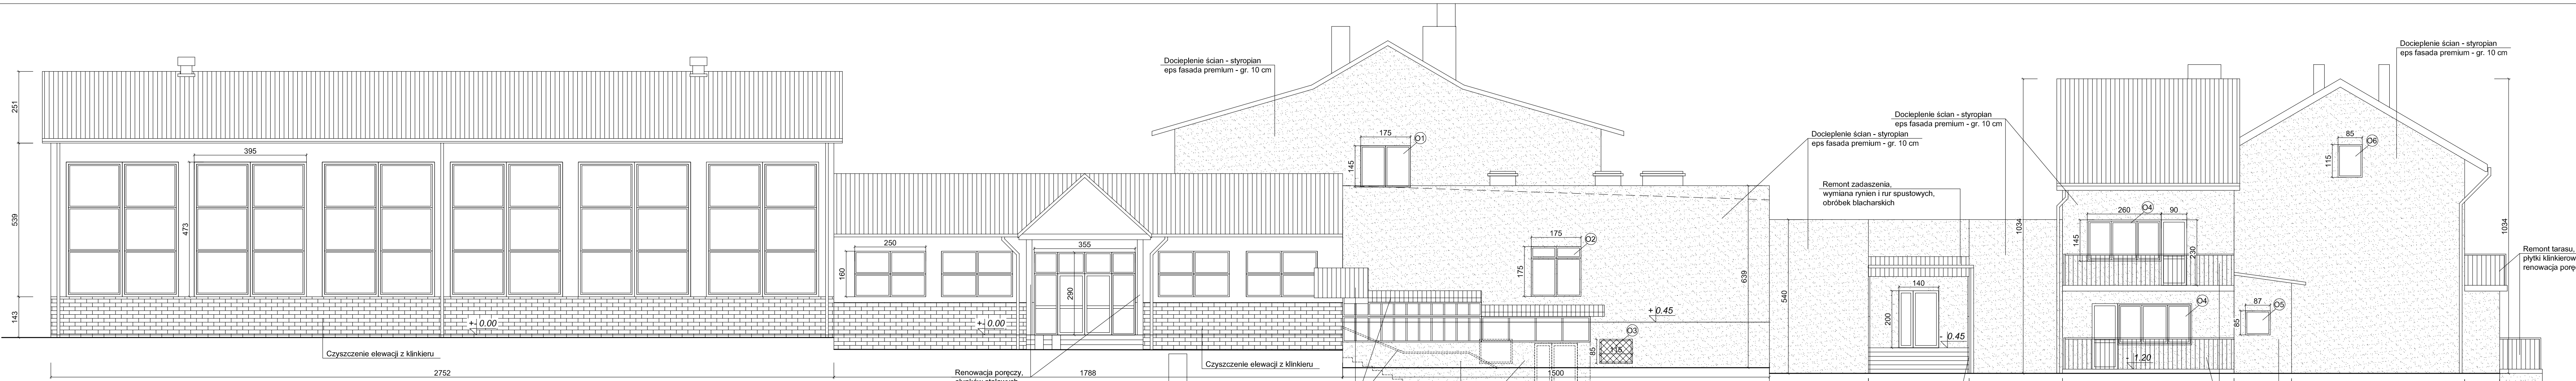 251
539
143
395
473
+- 0.00
Czyszczenie elewacji z klinkieru
2752
250
160
+- 0.00
355
290
Renowacja poręczy,
1788
Czyszczenie elewacji z klinkieru
Docieplenie ścian - styropian
eps fasada premium - gr. 10 cm
175
145
O1
175
175
O2
639
+ 0.45
O3
85
115
1500
Docieplenie ścian - styropian
eps fasada premium - gr. 10 cm
Docieplenie ścian - styropian
eps fasada premium - gr. 10 cm
Remont zadaszenia,
wymiana rynien i rur spustowych,
obróbek blacharskich
540
140
200
- 0.45
1034
260
O4
90
145
230
O4
- 1.20
87
O5
85
85
O6
115
Docieplenie ścian - styropian
eps fasada premium - gr. 10 cm
1034
Remont tarasu,
płytki klinkierow
renowacja porę